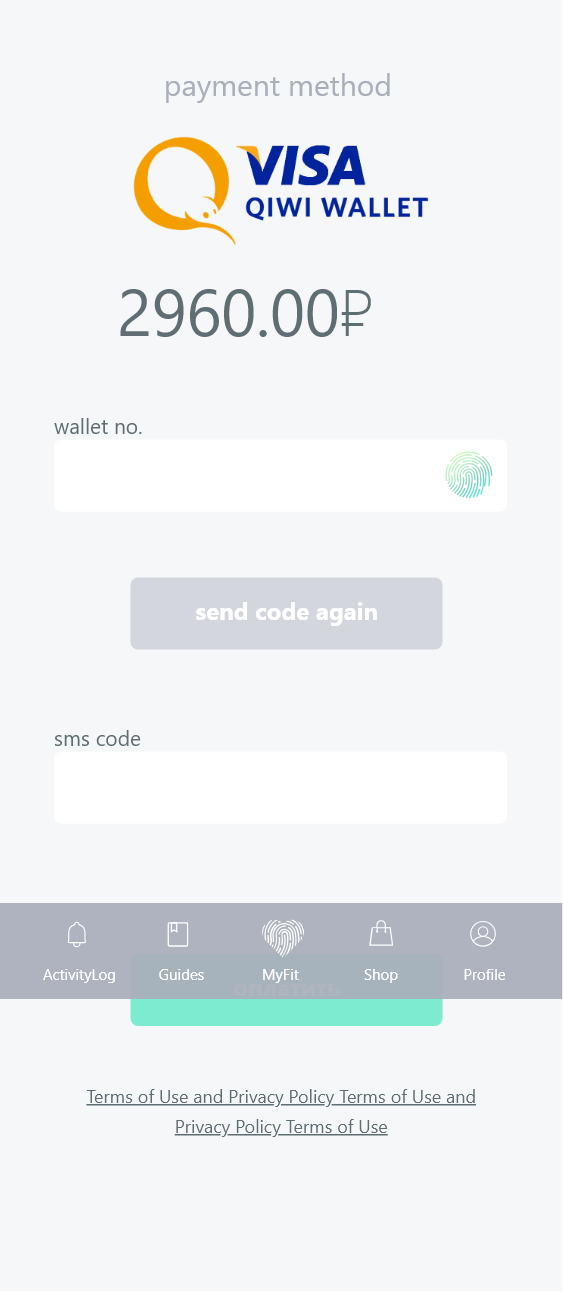 payment method
VISA
QIWI WALLET
2960.00₽
wallet no.
send code again
sms code
ActivityLog Guides MyFit Shop Profile
оплатить
Terms of Use and Privacy Policy Terms of Use and
Privacy Policy Terms of Use